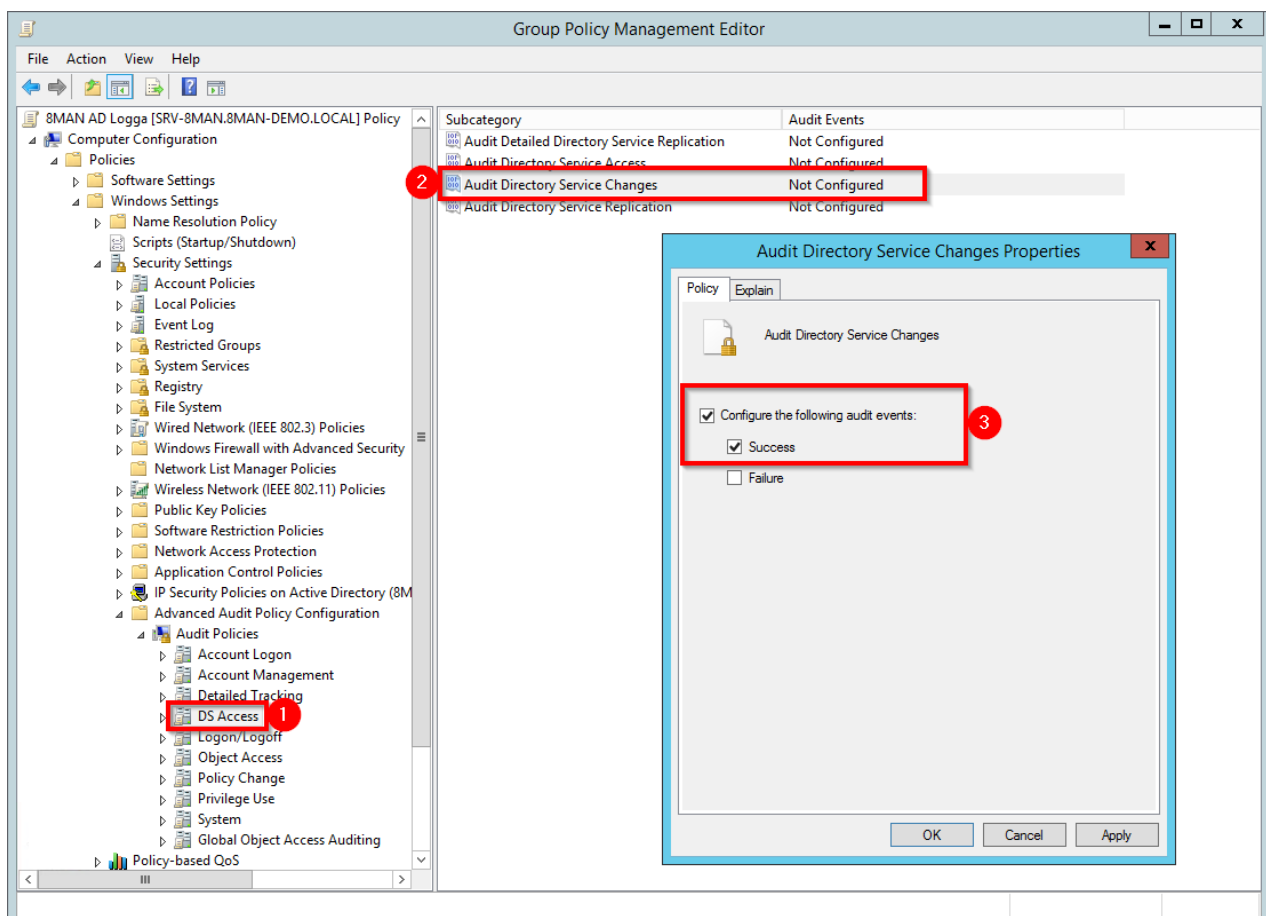 Group Policy Management Editor
File Action View Help
8MAN AD Logga [SRV-8MAN.8MAN-DEMO.LOCAL] Policy
Computer Configuration
Policies
Software Settings
Windows Settings
Name Resolution Policy
Scripts (Startup/Shutdown)
Security Settings
Account Policies
Local Policies
Event Log
Restricted Groups
System Services
Registry
File System
Wired Network (IEEE 802.3) Policies
Windows Firewall with Advanced Security
Network List Manager Policies
Wireless Network (IEEE 802.11) Policies
Public Key Policies
Software Restriction Policies
Network Access Protection
Application Control Policies
IP Security Policies on Active Directory (8M
Advanced Audit Policy Configuration
Audit Policies
Account Logon
Account Management
Detailed Tracking
DS Access 1
Logon/Logoff
Object Access
Policy Change
Privilege Use
System
Global Object Access Auditing
Policy-based QoS
Subcategory Audit Events
Audit Detailed Directory Service Replication Not Configured
Audit Directory Service Access Not Configured
2 Audit Directory Service Changes Not Configured
Audit Directory Service Replication Not Configured
Audit Directory Service Changes Properties x
Policy Explain
Audit Directory Service Changes
Configure the following audit events: 3
Success
Failure
OK Cancel Apply